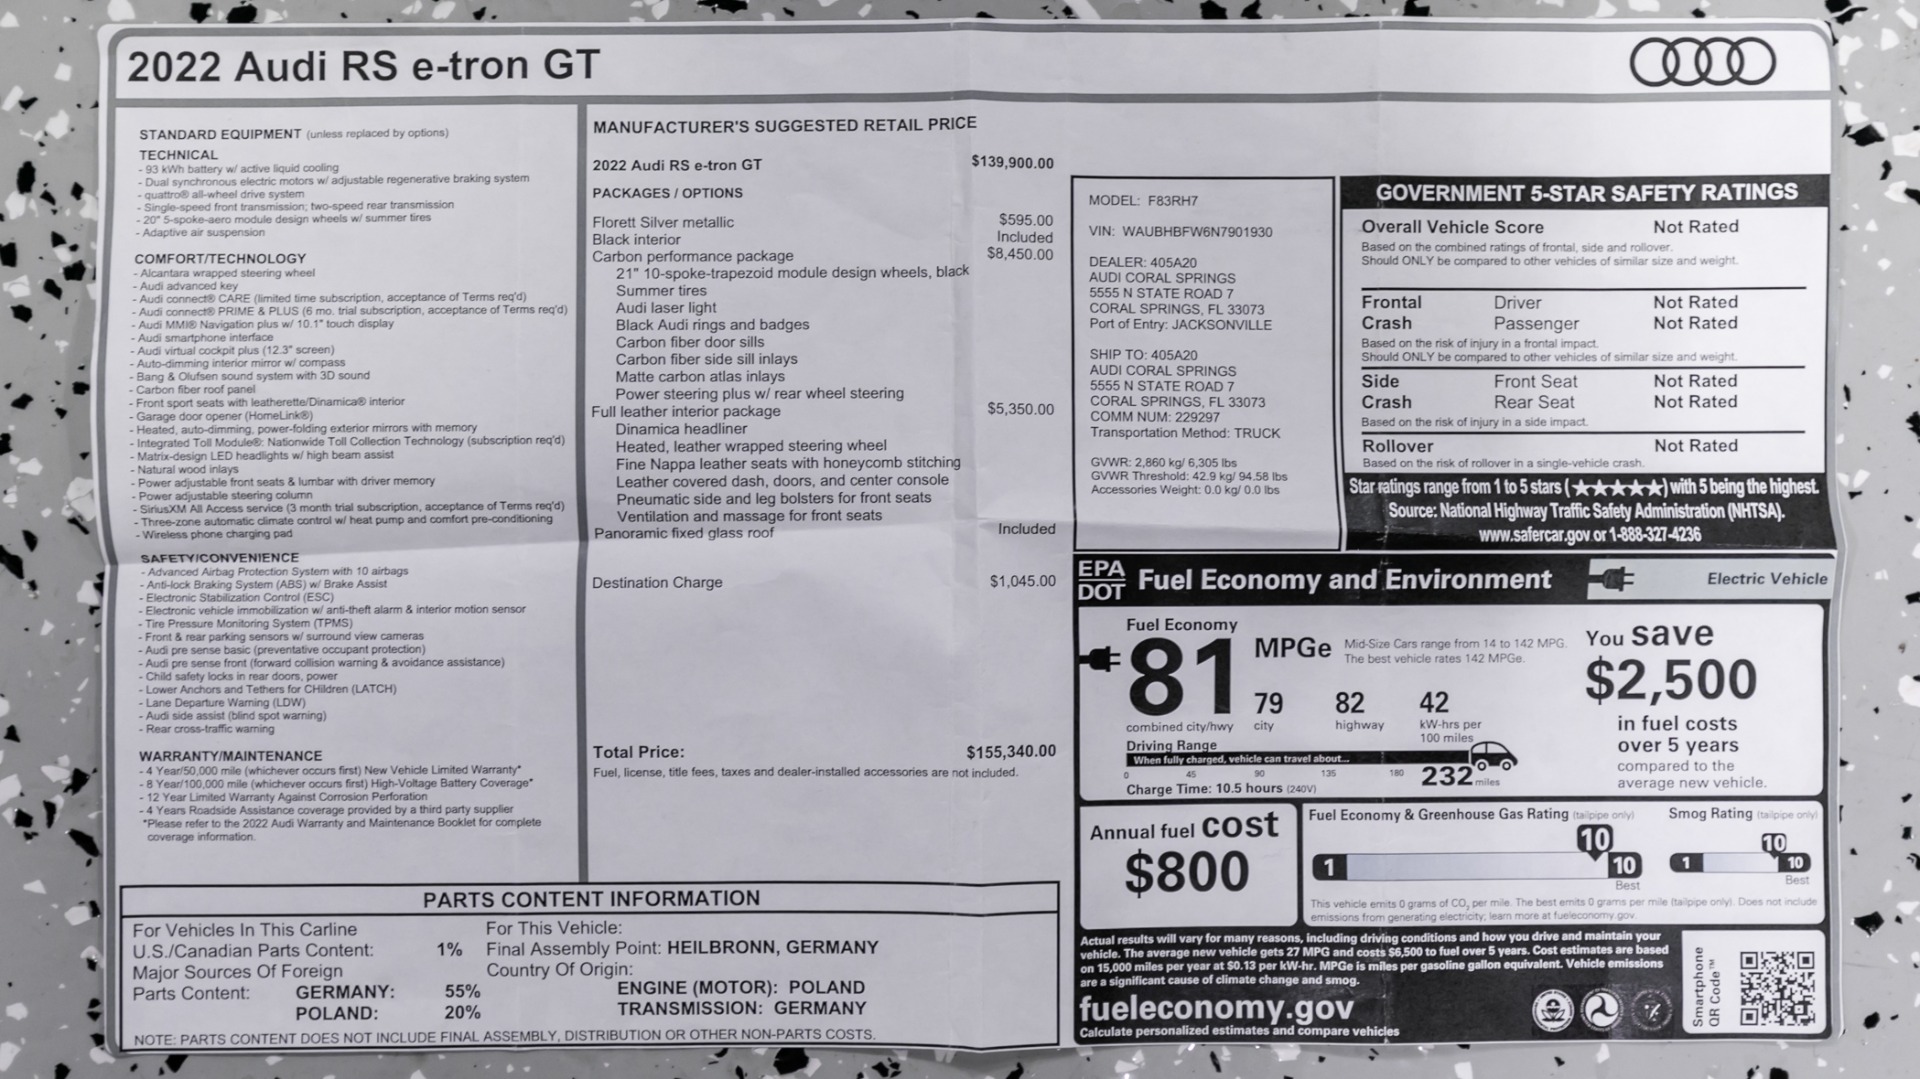 2022 Audi RS e-tron GT
STANDARD EQUIPMENT (unless replaced by options)
TECHNICAL
- 93 kWh battery w/ active liquid cooling
- Dual synchronous electric motors w/ adjustable regenerative braking system
- quattro® all-wheel drive system
- Single-speed front transmission; two-speed rear transmission
- 20" 5-spoke-aero module design wheels w/ summer tires
- Adaptive air suspension
COMFORT/TECHNOLOGY
- Alcantara wrapped steering wheel
- Audi advanced key
- Audi connect® CARE (limited time subscription, acceptance of Terms req'd)
- Audi connect® PRIME & PLUS (6 mo. trial subscription, acceptance of Terms req'd)
- Audi MMI® Navigation plus w/ 10.1" touch display
- Audi smartphone interface
- Audi virtual cockpit plus (12.3" screen)
- Auto-dimming interior mirror w/ compass
- Bang & Olufsen sound system with 3D sound
- Carbon fiber roof panel
- Front sport seats with leatherette/Dinamica® interior
- Garage door opener (HomeLink®)
- Heated, auto-dimming, power-folding exterior mirrors with memory
- Integrated Toll Module®: Nationwide Toll Collection Technology (subscription req'd)
- Matrix-design LED headlights w/ high beam assist
- Natural wood inlays
- Power adjustable front seats & lumbar with driver memory
- Power adjustable steering column
- SiriusXM All Access service (3 month trial subscription, acceptance of Terms req'd)
- Three-zone automatic climate control w/ heat pump and comfort pre-conditioning
- Wireless phone charging pad
SAFETY/CONVENIENCE
- Advanced Airbag Protection System with 10 airbags
- Anti-lock Braking System (ABS) w/ Brake Assist
- Electronic Stabilization Control (ESC)
- Electronic vehicle immobilization w/ anti-theft alarm & interior motion sensor
- Tire Pressure Monitoring System (TPMS)
- Front & rear parking sensors w/ surround view cameras
- Audi pre sense basic (preventative occupant protection)
- Audi pre sense front (forward collision warning & avoidance assistance)
- Child safety locks in rear doors, power
- Lower Anchors and Tethers for CHildren (LATCH)
- Lane Departure Warning (LDW)
- Audi side assist (blind spot warning)
- Rear cross-traffic warning
WARRANTY/MAINTENANCE
- 4 Year/50,000 mile (whichever occurs first) New Vehicle Limited Warranty*
- 8 Year/100,000 mile (whichever occurs first) High-Voltage Battery Coverage*
- 12 Year Limited Warranty Against Corrosion Perforation
- 4 Years Roadside Assistance coverage provided by a third party supplier
*Please refer to the 2022 Audi Warranty and Maintenance Booklet for complete
coverage information.
MANUFACTURER'S SUGGESTED RETAIL PRICE
2022 Audi RS e-tron GT $139,900.00
PACKAGES / OPTIONS
Florett Silver metallic $595.00
Black interior Included
Carbon performance package $8,450.00
21" 10-spoke-trapezoid module design wheels, black
Summer tires
Audi laser light
Black Audi rings and badges
Carbon fiber door sills
Carbon fiber side sill inlays
Matte carbon atlas inlays
Power steering plus w/ rear wheel steering
Full leather interior package $5,350.00
Dinamica headliner
Heated, leather wrapped steering wheel
Fine Nappa leather seats with honeycomb stitching
Leather covered dash, doors, and center console
Pneumatic side and leg bolsters for front seats
Ventilation and massage for front seats
Panoramic fixed glass roof Included
Destination Charge $1,045.00
Total Price: $155,340.00
Fuel, license, title fees, taxes and dealer-installed accessories are not included.
MODEL: F83RH7
VIN: WAUBHBFW6N7901930
DEALER: 405A20
AUDI CORAL SPRINGS
5555 N STATE ROAD 7
CORAL SPRINGS, FL 33073
Port of Entry: JACKSONVILLE
SHIP TO: 405A20
AUDI CORAL SPRINGS
5555 N STATE ROAD 7
CORAL SPRINGS, FL 33073
COMM NUM: 229297
Transportation Method: TRUCK
GVWR: 2,860 kg/ 6,305 lbs
GVWR Threshold: 42.9 kg/ 94.58 lbs
Accessories Weight: 0.0 kg/ 0.0 lbs
GOVERNMENT 5-STAR SAFETY RATINGS
Overall Vehicle Score Not Rated
Based on the combined ratings of frontal, side and rollover.
Should ONLY be compared to other vehicles of similar size and weight.
Frontal Driver Not Rated
Crash Passenger Not Rated
Based on the risk of injury in a frontal impact.
Should ONLY be compared to other vehicles of similar size and weight.
Side Front Seat Not Rated
Crash Rear Seat Not Rated
Based on the risk of injury in a side impact.
Rollover Not Rated
Based on the risk of rollover in a single-vehicle crash.
Star ratings range from 1 to 5 stars (★★★★★) with 5 being the highest.
Source: National Highway Traffic Safety Administration (NHTSA).
www.safercar.gov or 1-888-327-4236
EPA
DOT Fuel Economy and Environment Electric Vehicle
Fuel Economy
81 MPGe
Mid-Size Cars range from 14 to 142 MPG.
The best vehicle rates 142 MPGe.
79 82 42
combined city/hwy city highway kW-hrs per
100 miles
Driving Range
When fully charged, vehicle can travel about...
0 45 90 135 180 232 miles
Charge Time: 10.5 hours (240V)
You save
$2,500
in fuel costs
over 5 years
compared to the
average new vehicle.
Annual fuel cost
$800
Fuel Economy & Greenhouse Gas Rating (tailpipe only)
10
1 10
Best
Smog Rating (tailpipe only)
10
1 10
Best
This vehicle emits 0 grams of CO₂ per mile. The best emits 0 grams per mile (tailpipe only). Does not include
emissions from generating electricity; learn more at fueleconomy.gov.
Actual results will vary for many reasons, including driving conditions and how you drive and maintain your
vehicle. The average new vehicle gets 27 MPG and costs $6,500 to fuel over 5 years. Cost estimates are based
on 15,000 miles per year at $0.13 per kW-hr. MPGe is miles per gasoline gallon equivalent. Vehicle emissions
are a significant cause of climate change and smog.
fueleconomy.gov
Calculate personalized estimates and compare vehicles
Smartphone
QR Code™
PARTS CONTENT INFORMATION
For Vehicles In This Carline
U.S./Canadian Parts Content: 1%
Major Sources Of Foreign
Parts Content: GERMANY: 55%
POLAND: 20%
For This Vehicle:
Final Assembly Point: HEILBRONN, GERMANY
Country Of Origin:
ENGINE (MOTOR): POLAND
TRANSMISSION: GERMANY
NOTE: PARTS CONTENT DOES NOT INCLUDE FINAL ASSEMBLY, DISTRIBUTION OR OTHER NON-PARTS COSTS.